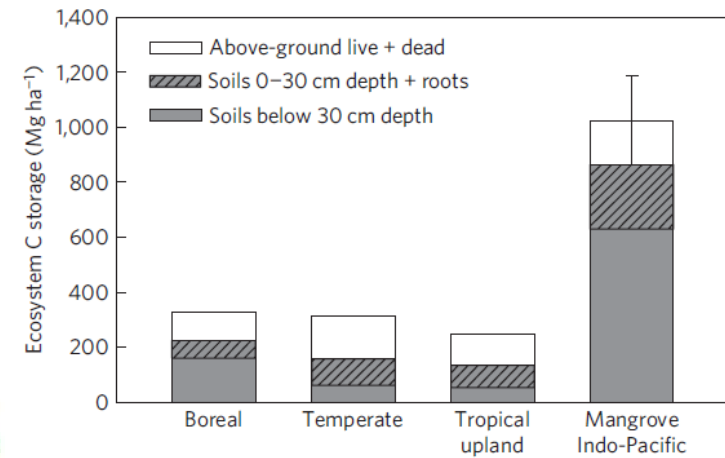 1,400
1,200
1,000
800
600
400
200
0
Ecosystem C storage (Mg ha⁻¹)
Above-ground live + dead
Soils 0–30 cm depth + roots
Soils below 30 cm depth
Boreal
Temperate
Tropical
upland
Mangrove
Indo-Pacific